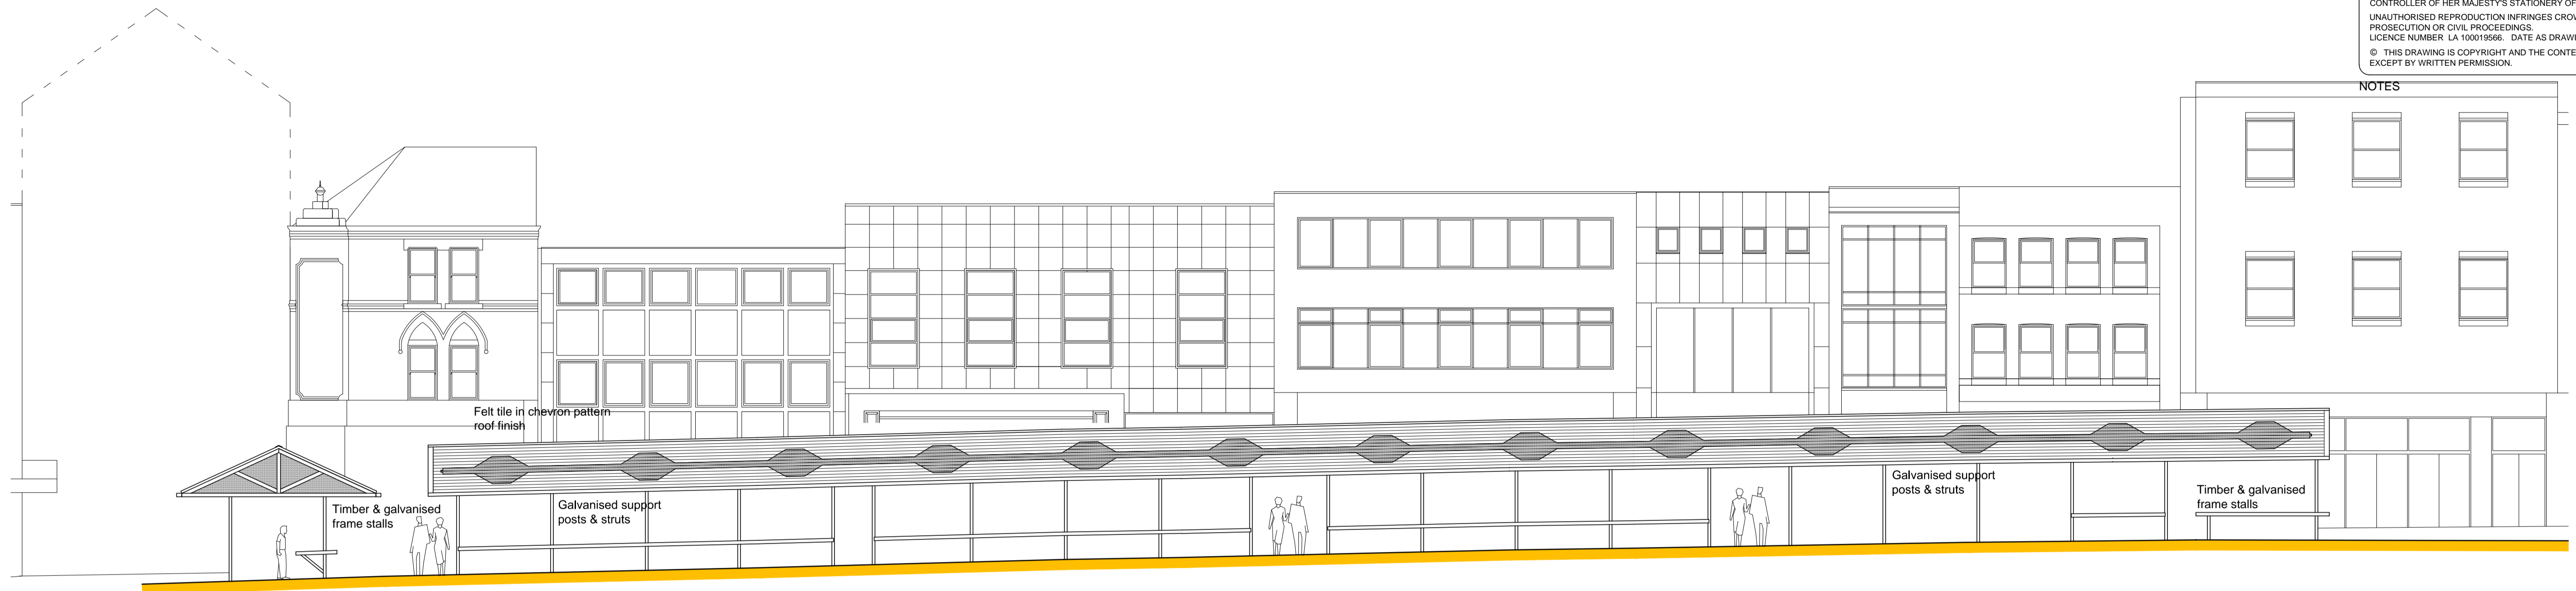 CONTROLLER OF HER MAJESTY'S STATIONERY OF
UNAUTHORISED REPRODUCTION INFRINGES CROW
PROSECUTION OR CIVIL PROCEEDINGS.
LICENCE NUMBER LA 100019566. DATE AS DRAW
© THIS DRAWING IS COPYRIGHT AND THE CONTE
EXCEPT BY WRITTEN PERMISSION.
NOTES
Felt tile in chevron pattern
roof finish
Timber & galvanised
frame stalls
Galvanised support
posts & struts
Galvanised support
posts & struts
Timber & galvanised
frame stalls